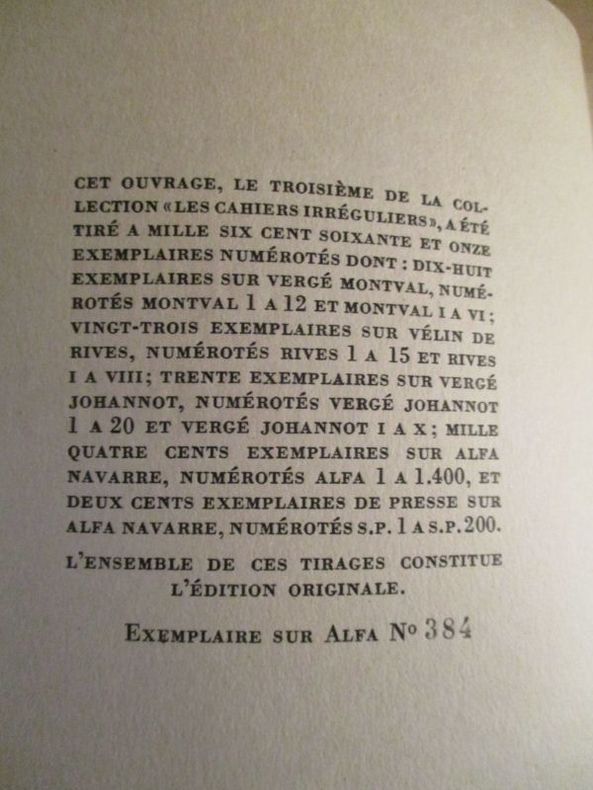 CET OUVRAGE, LE TROISIÈME DE LA COL-
LECTION «LES CAHIERS IRRÉGULIERS», A ÉTÉ
TIRÉ A MILLE SIX CENT SOIXANTE ET ONZE
EXEMPLAIRES NUMÉROTÉS DONT : DIX-HUIT
EXEMPLAIRES SUR VERGÉ MONTVAL, NUMÉ-
ROTÉS MONTVAL 1 A 12 ET MONTVAL I A VI ;
VINGT-TROIS EXEMPLAIRES SUR VÉLIN DE
RIVES, NUMÉROTÉS RIVES 1 A 15 ET RIVES
I A VIII ; TRENTE EXEMPLAIRES SUR VERGÉ
JOHANNOT, NUMÉROTÉS VERGÉ JOHANNOT
1 A 20 ET VERGÉ JOHANNOT I A X ; MILLE
QUATRE CENTS EXEMPLAIRES SUR ALFA
NAVARRE, NUMÉROTÉS ALFA 1 A 1.400, ET
DEUX CENTS EXEMPLAIRES DE PRESSE SUR
ALFA NAVARRE, NUMÉROTÉS S.P. 1 A S.P. 200.
L'ENSEMBLE DE CES TIRAGES CONSTITUE
L'ÉDITION ORIGINALE.
EXEMPLAIRE SUR ALFA Nº 384